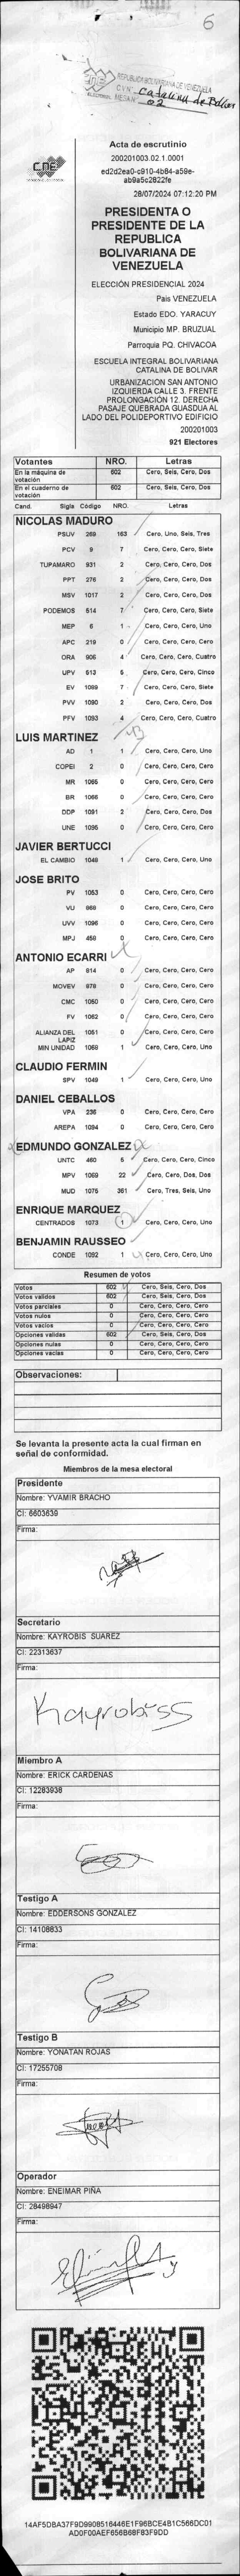 6
REPUBLICA BOLIVARIANA DE VENEZUELA
catalina de Bolivar
02
CNE
Acta de escrutinio
200201003.02.1.0001
ed2d2ea0-c910-4b84-a59e-
ab9a5c2822fe
28/07/2024 07:12:20 PM
PRESIDENTA O
PRESIDENTE DE LA
REPUBLICA
BOLIVARIANA DE
VENEZUELA
ELECCIÓN PRESIDENCIAL 2024
Pais VENEZUELA
Estado EDO. YARACUY
Municipio MP. BRUZUAL
Parroquia PQ. CHIVACOA
ESCUELA INTEGRAL BOLIVARIANA
CATALINA DE BOLIVAR
URBANIZACION SAN ANTONIO
IZQUIERDA CALLE 3. FRENTE
PROLONGACIÓN 12. DERECHA
PASAJE QUEBRADA GUASDUA AL
LADO DEL POLIDEPORTIVO EDIFICIO
200201003
921 Electores
Votantes NRO. Letras
En la máquina de votación 602 Cero, Seis, Cero, Dos
En el cuaderno de votación 602 Cero, Seis, Cero, Dos
Cand. Sigla Código NRO. Letras
NICOLAS MADURO
PSUV 269 163 Cero, Uno, Seis, Tres
PCV 9 7 Cero, Cero, Cero, Siete
TUPAMARO 931 2 Cero, Cero, Cero, Dos
PPT 276 2 Cero, Cero, Cero, Dos
MSV 1017 2 Cero, Cero, Cero, Dos
PODEMOS 514 7 Cero, Cero, Cero, Siete
MEP 6 1 Cero, Cero, Cero, Uno
APC 219 0 Cero, Cero, Cero, Cero
ORA 906 4 Cero, Cero, Cero, Cuatro
UPV 513 5 Cero, Cero, Cero, Cinco
EV 1089 7 Cero, Cero, Cero, Siete
PVV 1090 2 Cero, Cero, Cero, Dos
PFV 1093 4 Cero, Cero, Cero, Cuatro
LUIS MARTINEZ
AD 1 1 Cero, Cero, Cero, Uno
COPEI 2 0 Cero, Cero, Cero, Cero
MR 1065 0 Cero, Cero, Cero, Cero
BR 1066 0 Cero, Cero, Cero, Cero
DDP 1091 2 Cero, Cero, Cero, Dos
UNE 1095 0 Cero, Cero, Cero, Cero
JAVIER BERTUCCI
EL CAMBIO 1048 1 Cero, Cero, Cero, Uno
JOSE BRITO
PV 1053 0 Cero, Cero, Cero, Cero
VU 868 0 Cero, Cero, Cero, Cero
UVV 1096 0 Cero, Cero, Cero, Cero
MPJ 459 0 Cero, Cero, Cero, Cero
ANTONIO ECARRI
AP 814 0 Cero, Cero, Cero, Cero
MOVEV 979 0 Cero, Cero, Cero, Cero
CMC 1050 0 Cero, Cero, Cero, Cero
FV 1062 0 Cero, Cero, Cero, Cero
ALIANZA DEL LAPIZ 1051 0 Cero, Cero, Cero, Cero
MIN UNIDAD 1068 1 Cero, Cero, Cero, Uno
CLAUDIO FERMIN
SPV 1049 1 Cero, Cero, Cero, Uno
DANIEL CEBALLOS
VPA 236 0 Cero, Cero, Cero, Cero
AREPA 1094 0 Cero, Cero, Cero, Cero
EDMUNDO GONZALEZ
UNTC 460 5 Cero, Cero, Cero, Cinco
MPV 1069 22 Cero, Cero, Dos, Dos
MUD 1075 361 Cero, Tres, Seis, Uno
ENRIQUE MARQUEZ
CENTRADOS 1073 1 Cero, Cero, Cero, Uno
BENJAMIN RAUSSEO
CONDE 1092 1 Cero, Cero, Cero, Uno
Resumen de votos
Votos 602 Cero, Seis, Cero, Dos
Votos validos 602 Cero, Seis, Cero, Dos
Votos parciales 0 Cero, Cero, Cero, Cero
Votos nulos 0 Cero, Cero, Cero, Cero
Votos vacios 0 Cero, Cero, Cero, Cero
Opciones validas 602 Cero, Seis, Cero, Dos
Opciones nulas 0 Cero, Cero, Cero, Cero
Opciones vacias 0 Cero, Cero, Cero, Cero
Observaciones:
Se levanta la presente acta la cual firman en
señal de conformidad.
Miembros de la mesa electoral
Presidente
Nombre: YVAMIR BRACHO
CI: 6603639
Firma:
Secretario
Nombre: KAYROBIS SUAREZ
CI: 22313637
Firma:
Kayrobiss
Miembro A
Nombre: ERICK CARDENAS
CI: 12283938
Firma:
Testigo A
Nombre: EDDERSONS GONZALEZ
CI: 14108833
Firma:
Testigo B
Nombre: YONATAN ROJAS
CI: 17255708
Firma:
Operador
Nombre: ENEIMAR PIÑA
CI: 28498947
Firma:
14AF5DBA37F9D9908516446E1F96BCE4B1C566DC01
AD0F00AEF656B68F83F9DD